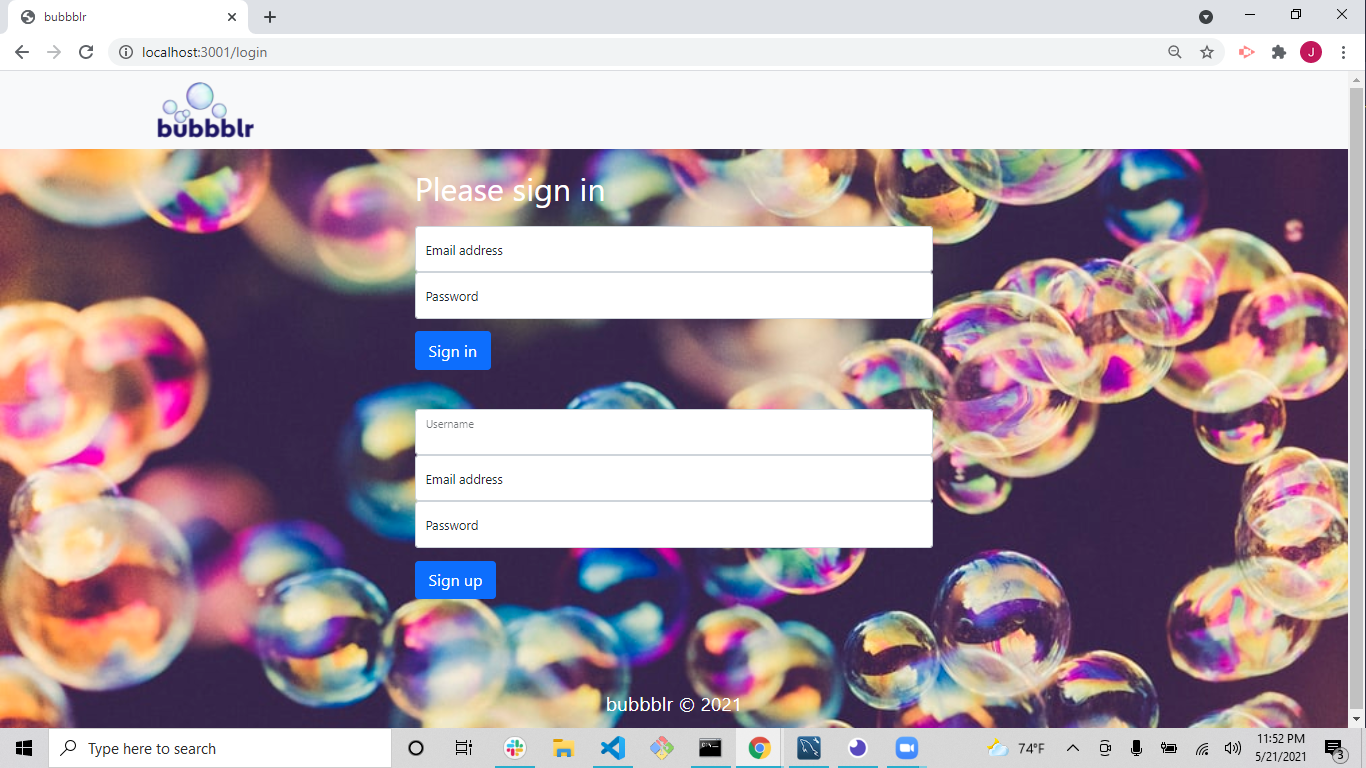 bubbblr
localhost:3001/login
J
bubbblr
Please sign in
Email address
Password
Sign in
Username
Email address
Password
Sign up
bubbblr © 2021
Type here to search
74°F
11:52 PM
5/21/2021
3